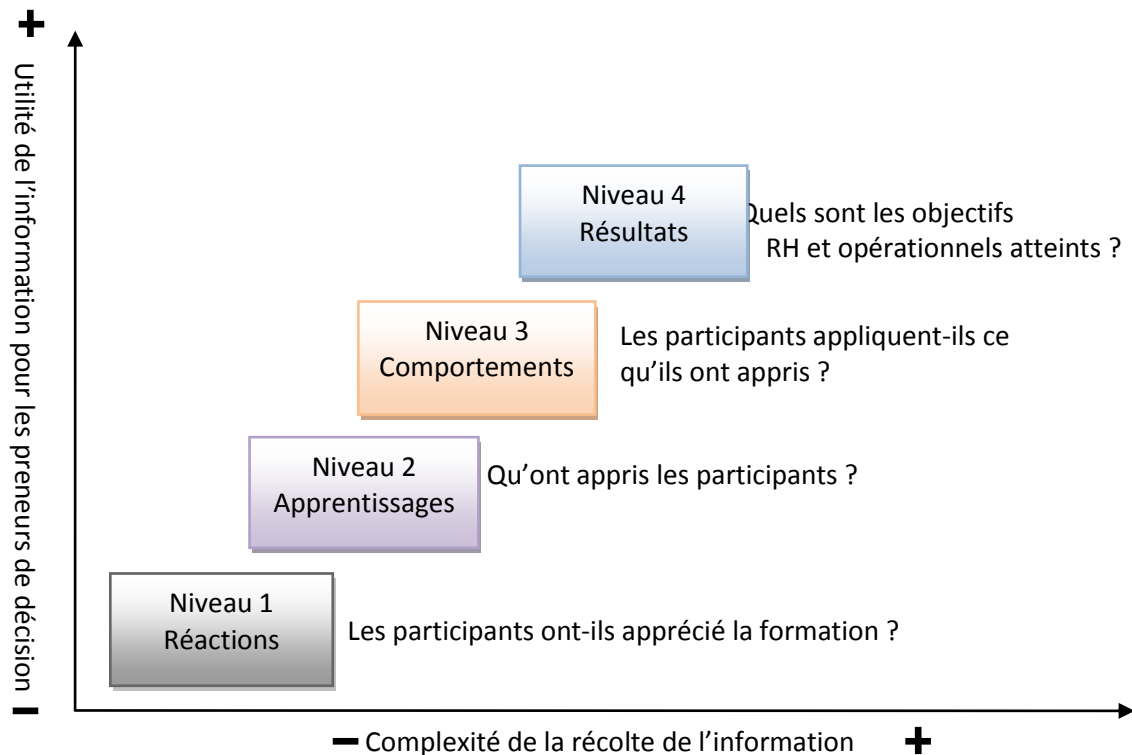 +
Utilité de l'information pour les preneurs de décision
–
Niveau 4
Résultats
Quels sont les objectifs
RH et opérationnels atteints ?
Niveau 3
Comportements
Les participants appliquent-ils ce
qu'ils ont appris ?
Niveau 2
Apprentissages
Qu'ont appris les participants ?
Niveau 1
Réactions
Les participants ont-ils apprécié la formation ?
– Complexité de la récolte de l'information +